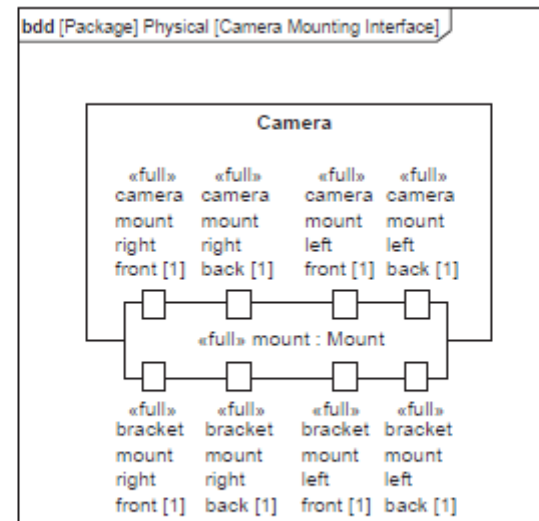 bdd [Package] Physical [Camera Mounting Interface]
Camera
«full» «full» «full» «full»
camera camera camera camera
mount mount mount mount
right right left left
front [1] back [1] front [1] back [1]
«full» mount : Mount
«full» «full» «full» «full»
bracket bracket bracket bracket
mount mount mount mount
right right left left
front [1] back [1] front [1] back [1]